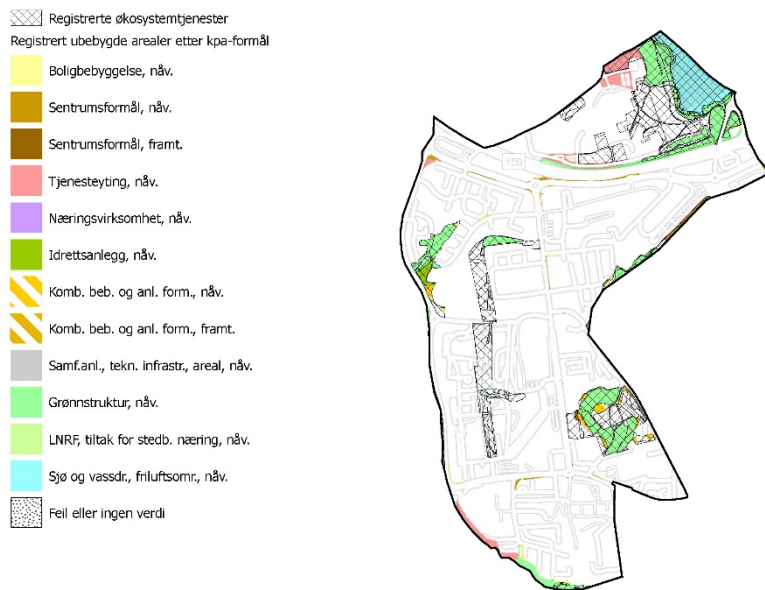 Registrerte økosystemtjenester
Registrert ubebygde arealer etter kpa-formål
Boligbebyggelse, nåv.
Sentrumsformål, nåv.
Sentrumsformål, framt.
Tjenesteyting, nåv.
Næringsvirksomhet, nåv.
Idrettsanlegg, nåv.
Komb. beb. og anl. form., nåv.
Komb. beb. og anl. form., framt.
Samf.anl., tekn. infrastr., areal, nåv.
Grønnstruktur, nåv.
LNRF, tiltak for stedb. næring, nåv.
Sjø og vassdr., friluftsomr., nåv.
Feil eller ingen verdi
159